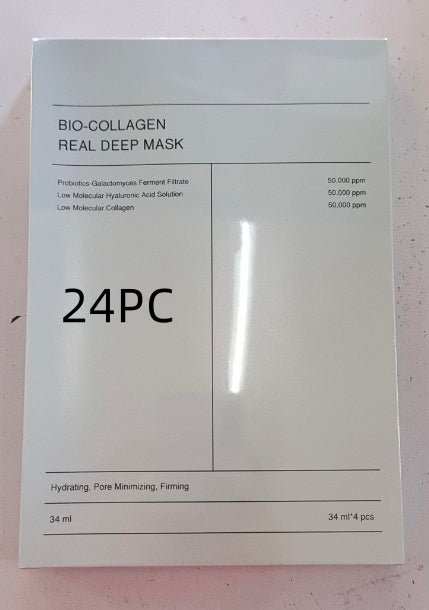 BIO-COLLAGEN
REAL DEEP MASK
Probiotics-Galactomyces Ferment Filtrate 50,000 ppm
Low Molecular Hyaluronic Acid Solution 50,000 ppm
Low Molecular Collagen 50,000 ppm
24PC
Hydrating, Pore Minimizing, Firming
34 ml 34 ml*4 pcs